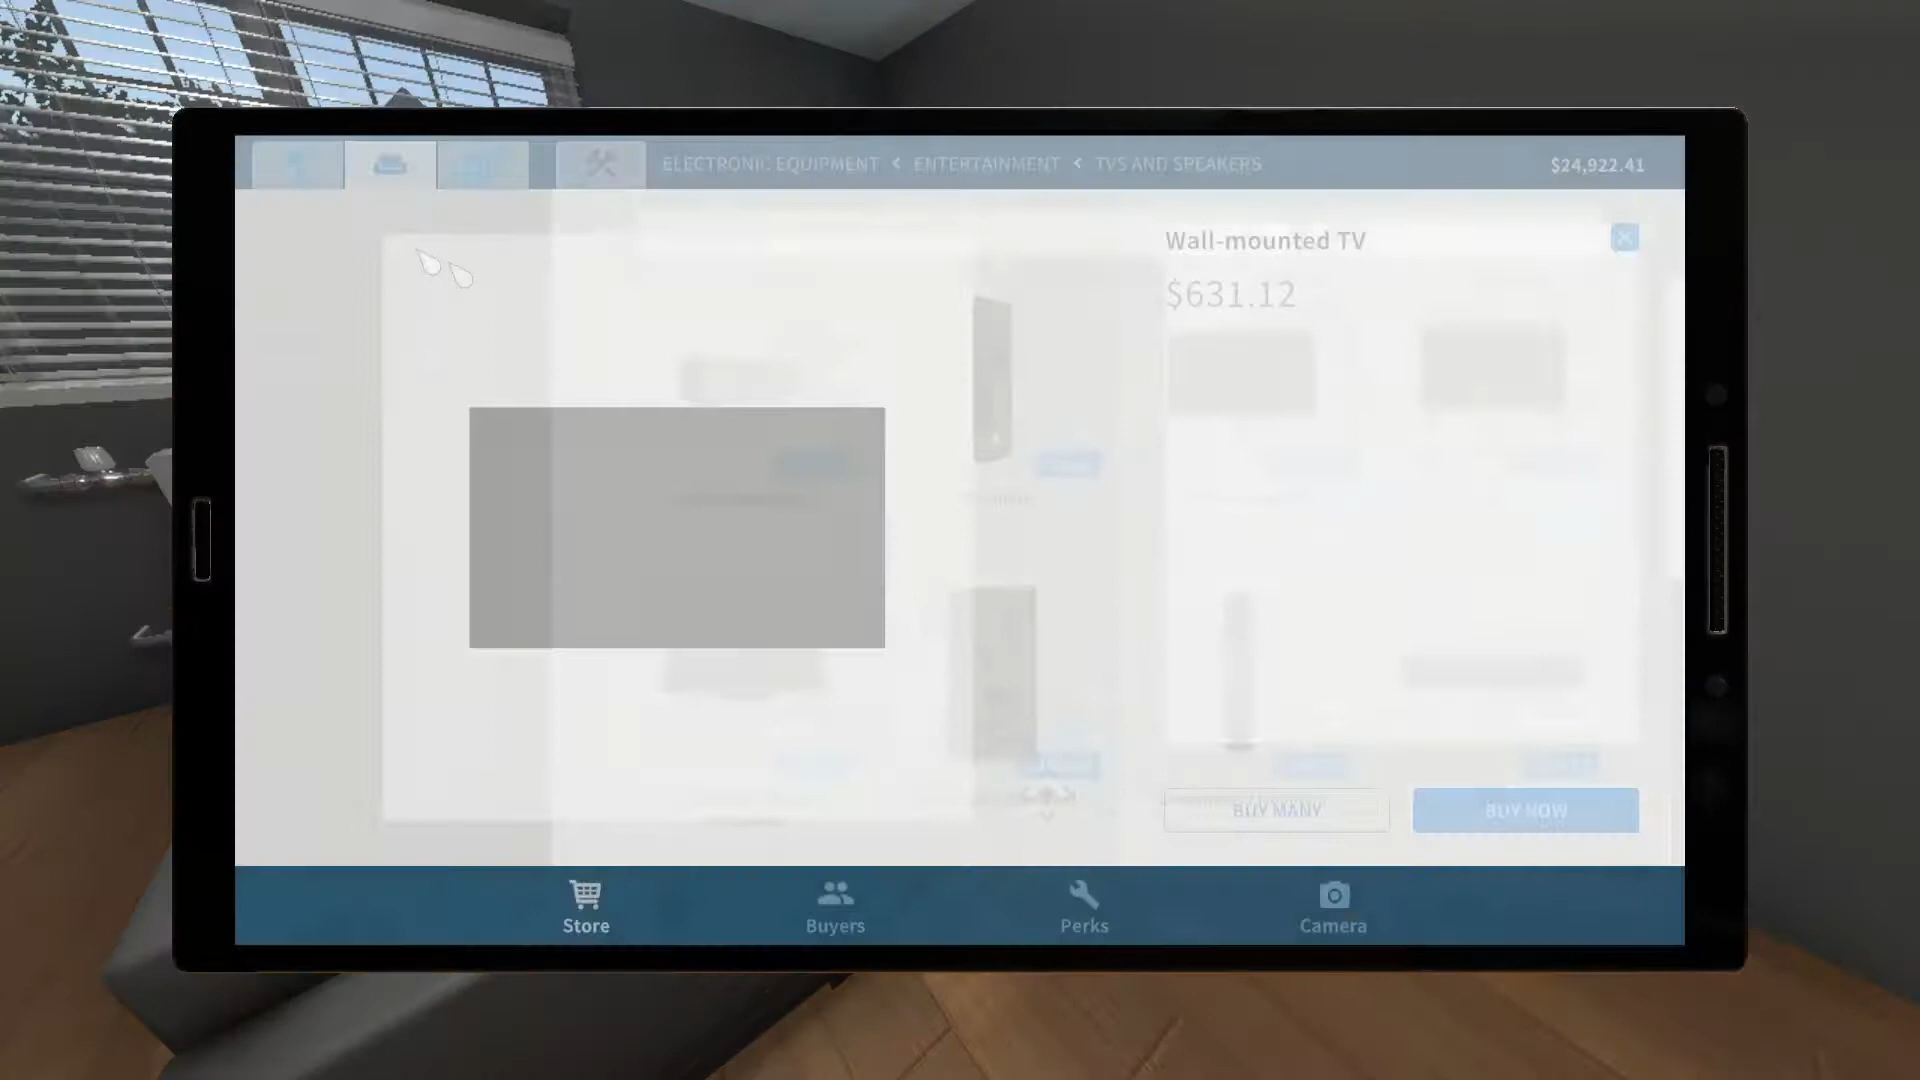 ELECTRONIC EQUIPMENT < ENTERTAINMENT < TVS AND SPEAKERS
$24,922.41
Wall-mounted TV
$631.12
BUY MANY
BUY NOW
Store
Buyers
Perks
Camera